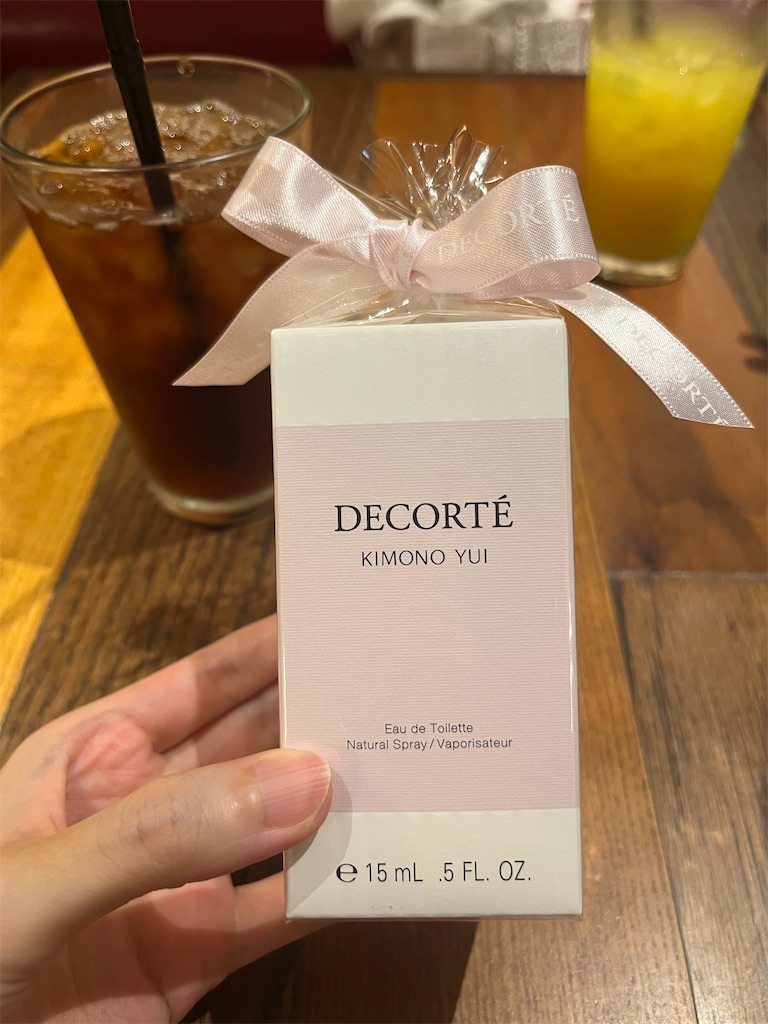 DECORTÉ
DECORTÉ
DECORTÉ
KIMONO YUI
Eau de Toilette
Natural Spray/Vaporisateur
℮ 15 mL .5 FL. OZ.